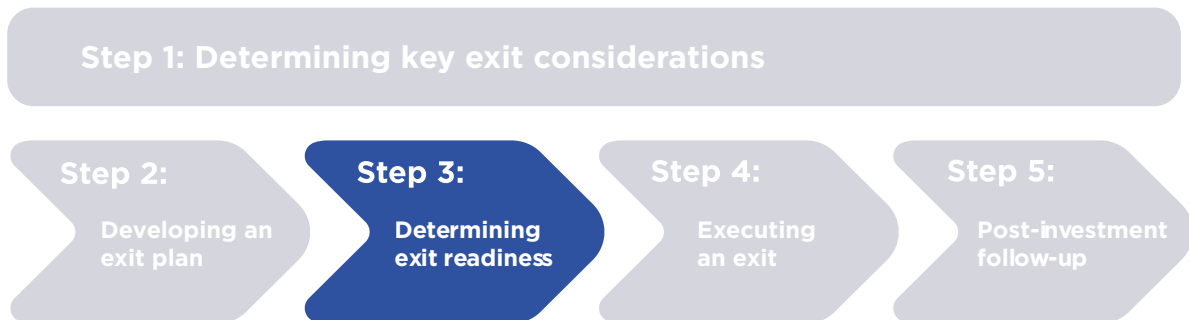 Step 1: Determining key exit considerations
Step 2:
Developing an
exit plan
Step 3:
Determining
exit readiness
Step 4:
Executing
an exit
Step 5:
Post-investment
follow-up